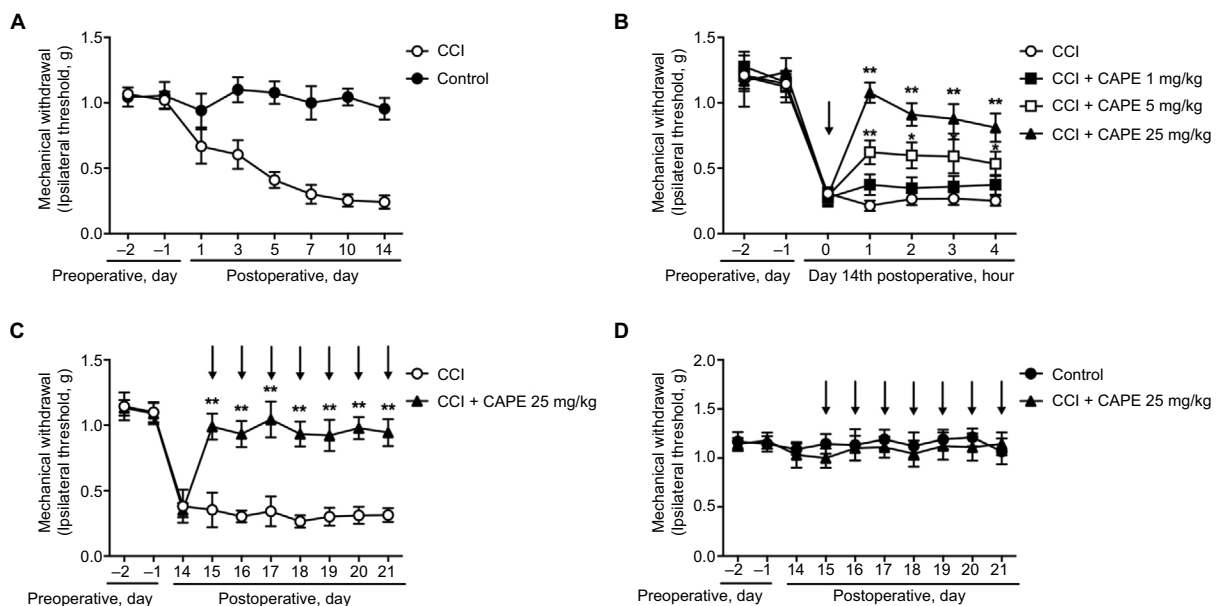 A
Mechanical withdrawal
(Ipsilateral threshold, g)
1.5
1.0
0.5
0.0
–2 –1 1 3 5 7 10 14
Preoperative, day Postoperative, day
CCI
Control
B
Mechanical withdrawal
(Ipsilateral threshold, g)
1.5
1.0
0.5
0.0
** ** ** **
** * * *
–2 –1 0 1 2 3 4
Preoperative, day Day 14th postoperative, hour
CCI
CCI + CAPE 1 mg/kg
CCI + CAPE 5 mg/kg
CCI + CAPE 25 mg/kg
C
Mechanical withdrawal
(Ipsilateral threshold, g)
1.5
1.0
0.5
0.0
** ** ** ** ** ** **
–2 –1 14 15 16 17 18 19 20 21
Preoperative, day Postoperative, day
CCI
CCI + CAPE 25 mg/kg
D
Mechanical withdrawal
(Ipsilateral threshold, g)
2.0
1.5
1.0
0.5
0.0
–2 –1 14 15 16 17 18 19 20 21
Preoperative, day Postoperative, day
Control
CCI + CAPE 25 mg/kg